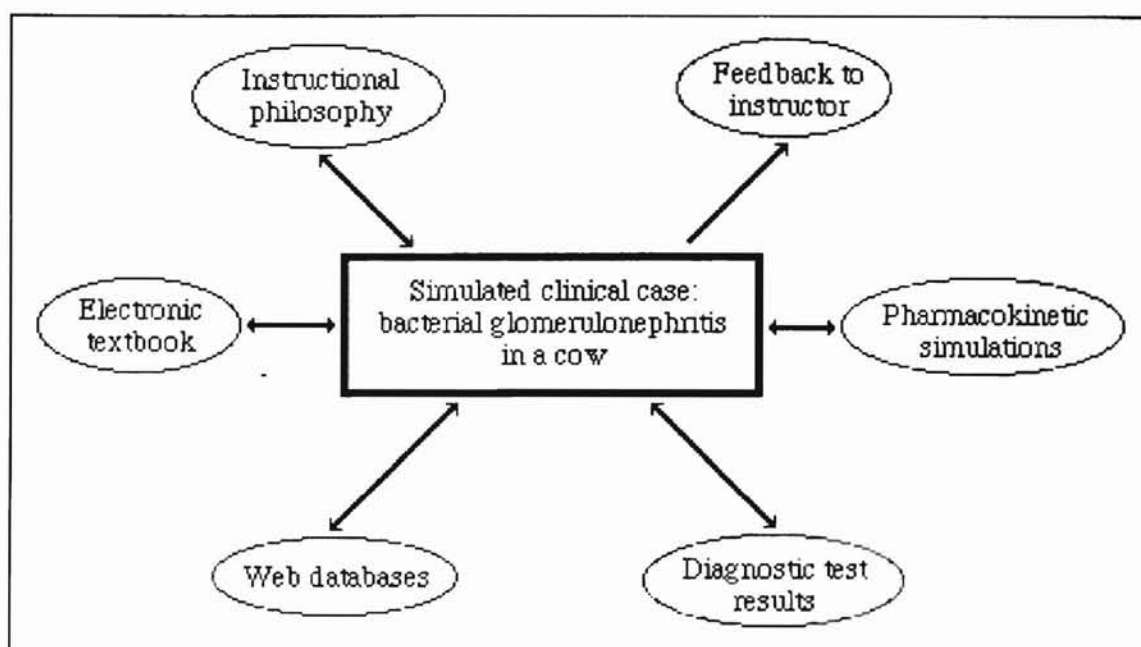 Instructional
philosophy
Feedback to
instructor
Simulated clinical case:
bacterial glomerulonephritis
in a cow
Electronic
textbook
Pharmacokinetic
simulations
Web databases
Diagnostic test
results